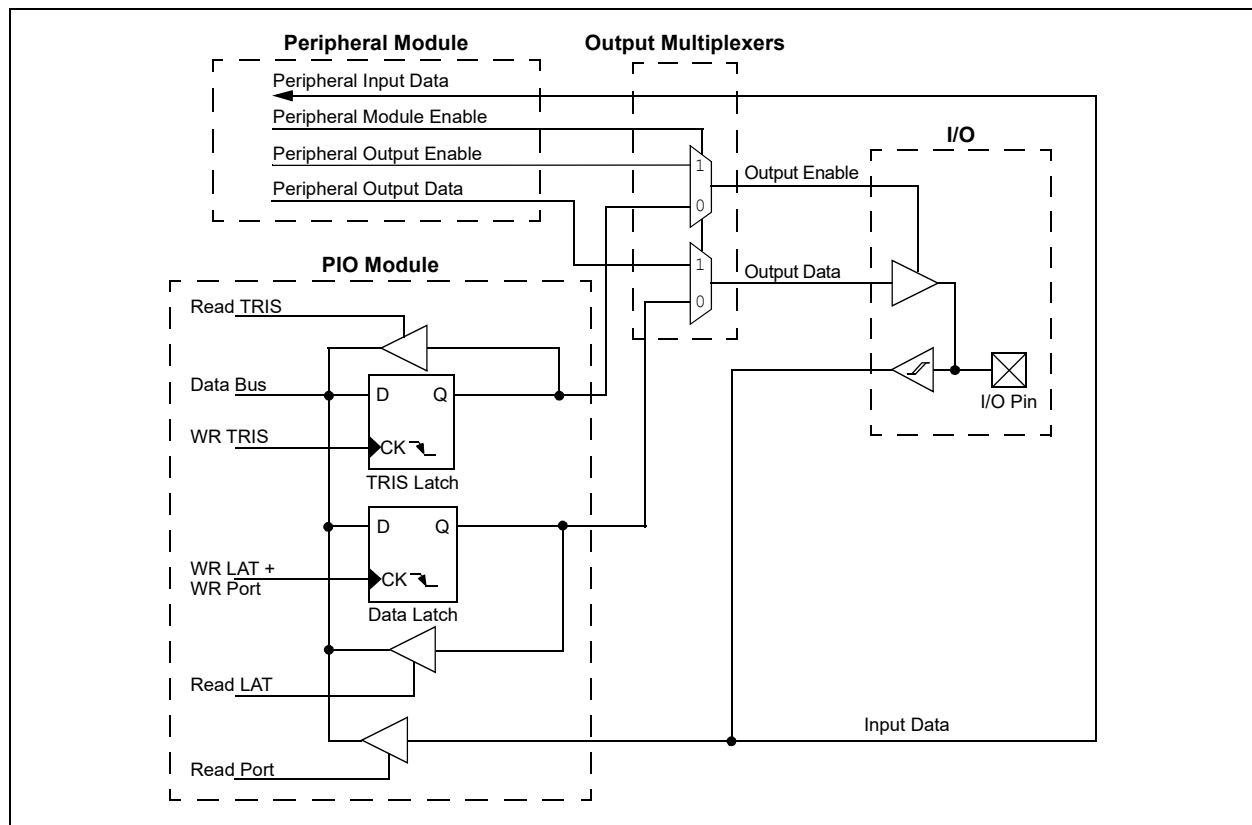 Peripheral Module
Output Multiplexers
Peripheral Input Data
Peripheral Module Enable
Peripheral Output Enable
Peripheral Output Data
1
0
1
0
Output Enable
Output Data
I/O
I/O Pin
PIO Module
Read TRIS
Data Bus
D Q
WR TRIS
CK
TRIS Latch
D Q
WR LAT +
WR Port
CK
Data Latch
Read LAT
Input Data
Read Port